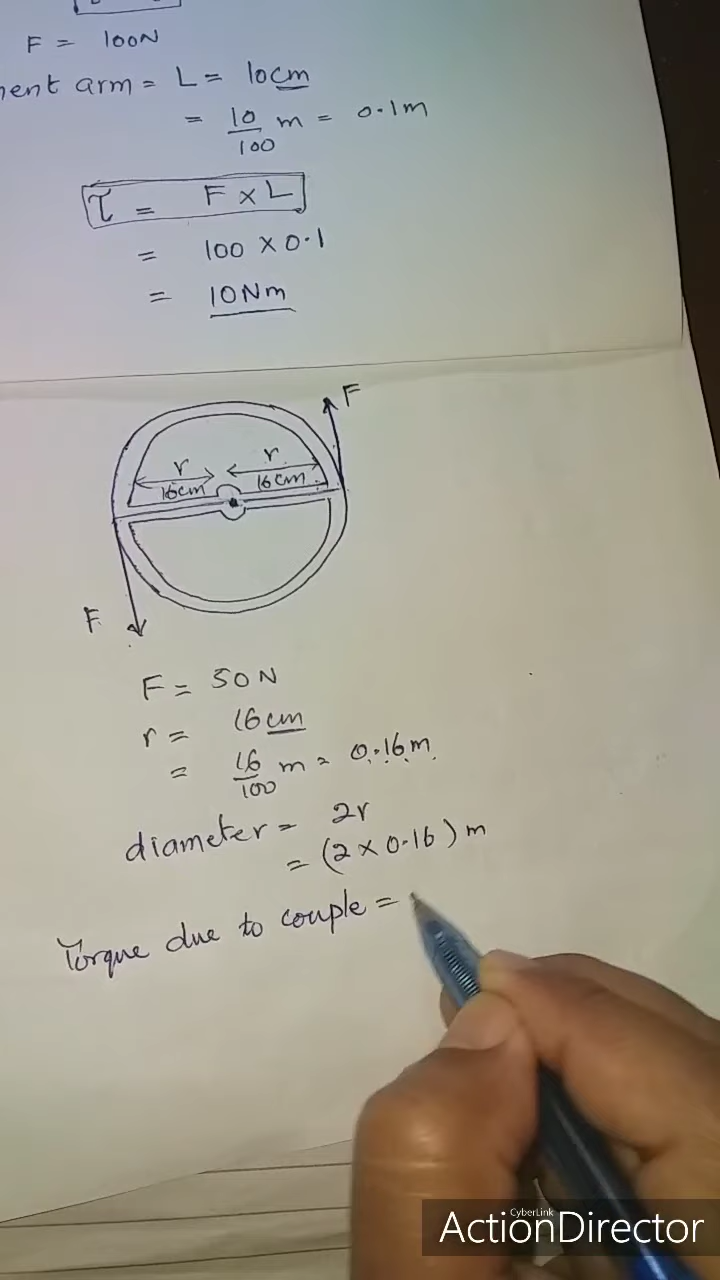 F = 100N
arm = L = 10cm
= 10/100 m = 0.1m
τ = F × L
= 100 × 0.1
= 10Nm
F
r r
16cm 16cm
F
F = 50N
r = 16cm
= 16/100 m = 0.16m
diameter = 2r
= (2 × 0.16) m
Torque due to couple =
CyberLink
ActionDirector